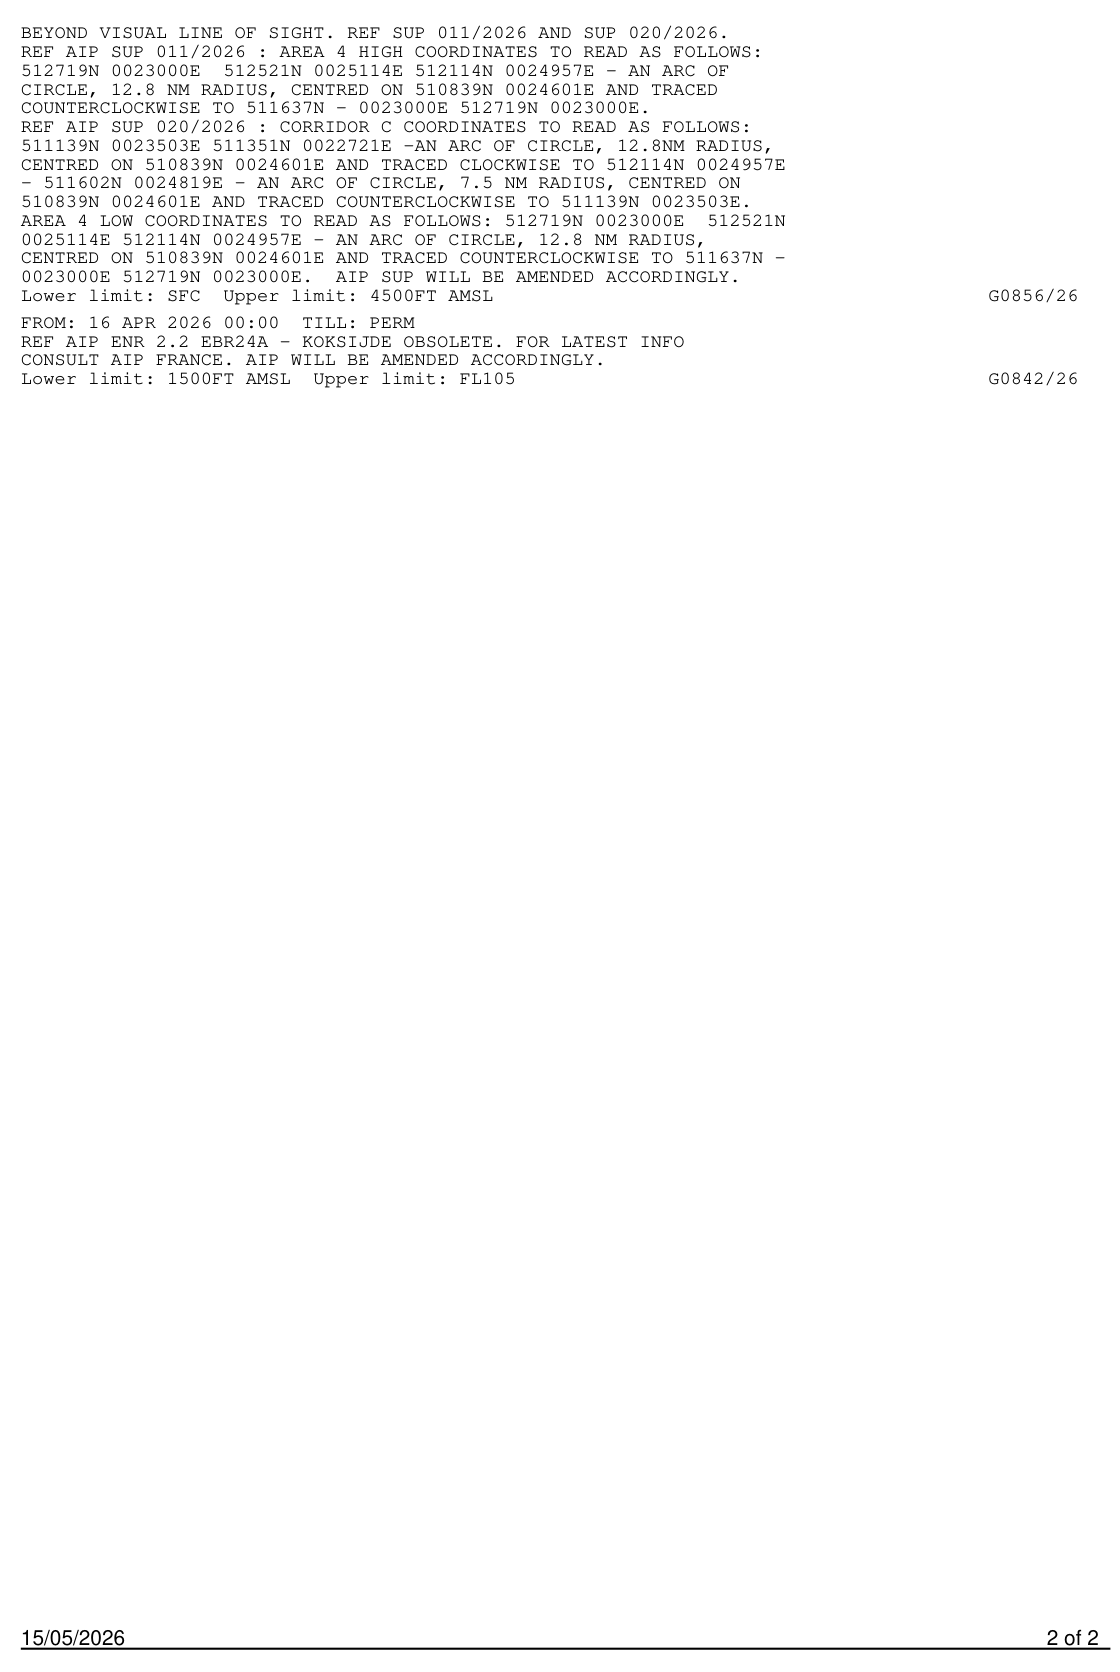 BEYOND VISUAL LINE OF SIGHT. REF SUP 011/2026 AND SUP 020/2026.
REF AIP SUP 011/2026 : AREA 4 HIGH COORDINATES TO READ AS FOLLOWS:
512719N 0023000E  512521N 0025114E 512114N 0024957E - AN ARC OF
CIRCLE, 12.8 NM RADIUS, CENTRED ON 510839N 0024601E AND TRACED
COUNTERCLOCKWISE TO 511637N - 0023000E 512719N 0023000E.
REF AIP SUP 020/2026 : CORRIDOR C COORDINATES TO READ AS FOLLOWS:
511139N 0023503E 511351N 0022721E -AN ARC OF CIRCLE, 12.8NM RADIUS,
CENTRED ON 510839N 0024601E AND TRACED CLOCKWISE TO 512114N 0024957E
- 511602N 0024819E - AN ARC OF CIRCLE, 7.5 NM RADIUS, CENTRED ON
510839N 0024601E AND TRACED COUNTERCLOCKWISE TO 511139N 0023503E.
AREA 4 LOW COORDINATES TO READ AS FOLLOWS: 512719N 0023000E  512521N
0025114E 512114N 0024957E - AN ARC OF CIRCLE, 12.8 NM RADIUS,
CENTRED ON 510839N 0024601E AND TRACED COUNTERCLOCKWISE TO 511637N -
0023000E 512719N 0023000E.  AIP SUP WILL BE AMENDED ACCORDINGLY.
Lower limit: SFC  Upper limit: 4500FT AMSL G0856/26
FROM: 16 APR 2026 00:00  TILL: PERM
REF AIP ENR 2.2 EBR24A - KOKSIJDE OBSOLETE. FOR LATEST INFO
CONSULT AIP FRANCE. AIP WILL BE AMENDED ACCORDINGLY.
Lower limit: 1500FT AMSL  Upper limit: FL105 G0842/26
15/05/2026 2 of 2